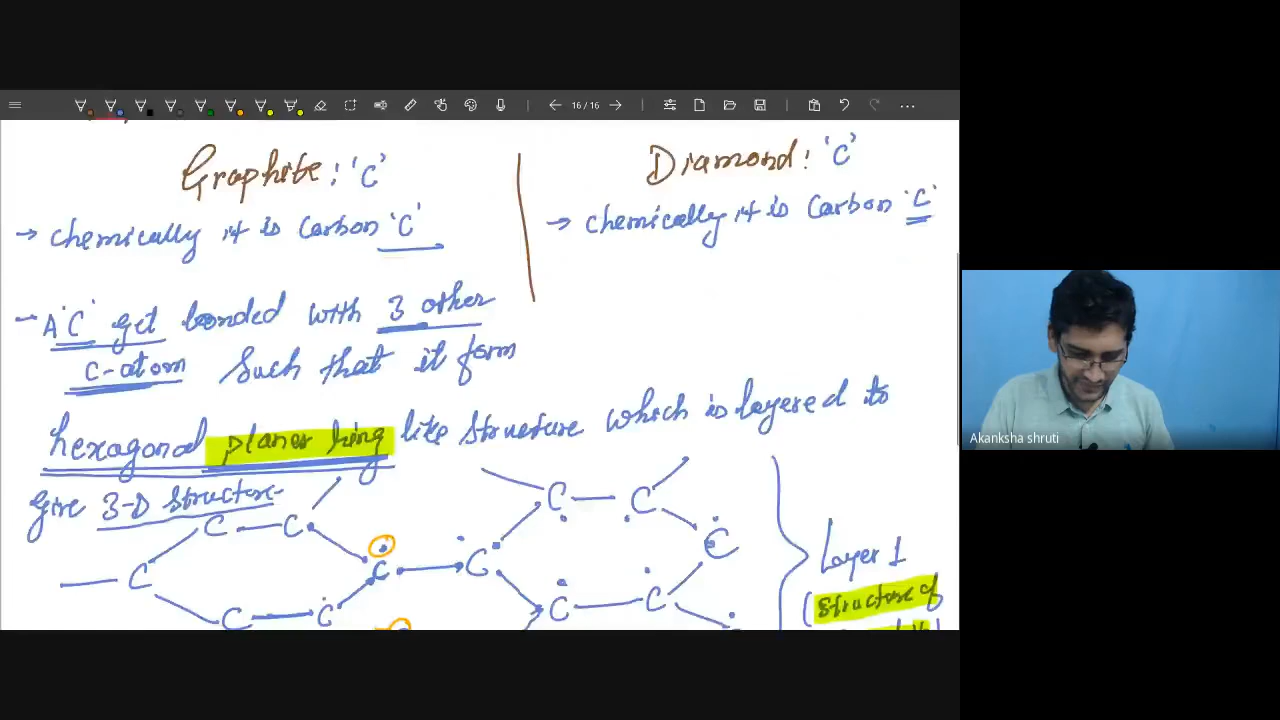 16/16
Graphite: 'C'
→ chemically it is Carbon 'C'
Diamond: 'C'
→ chemically it is Carbon 'C'
- A 'C' get bonded with 3 other
C-atom such that it form
hexagonal planer king like structure which is layered to
give 3-D structure-
C C C C
C C C C
C C C C
Layer 1
(structure of
Akanksha shruti